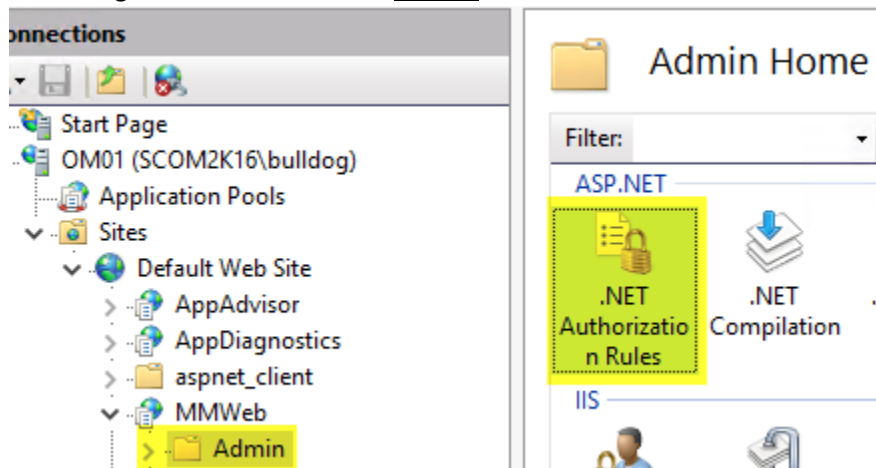 onnections
Admin Home
Start Page
OM01 (SCOM2K16\bulldog)
Application Pools
Sites
Default Web Site
AppAdvisor
AppDiagnostics
aspnet_client
MMWeb
Admin
Filter:
ASP.NET
.NET
Authorizatio
n Rules
.NET
Compilation
IIS